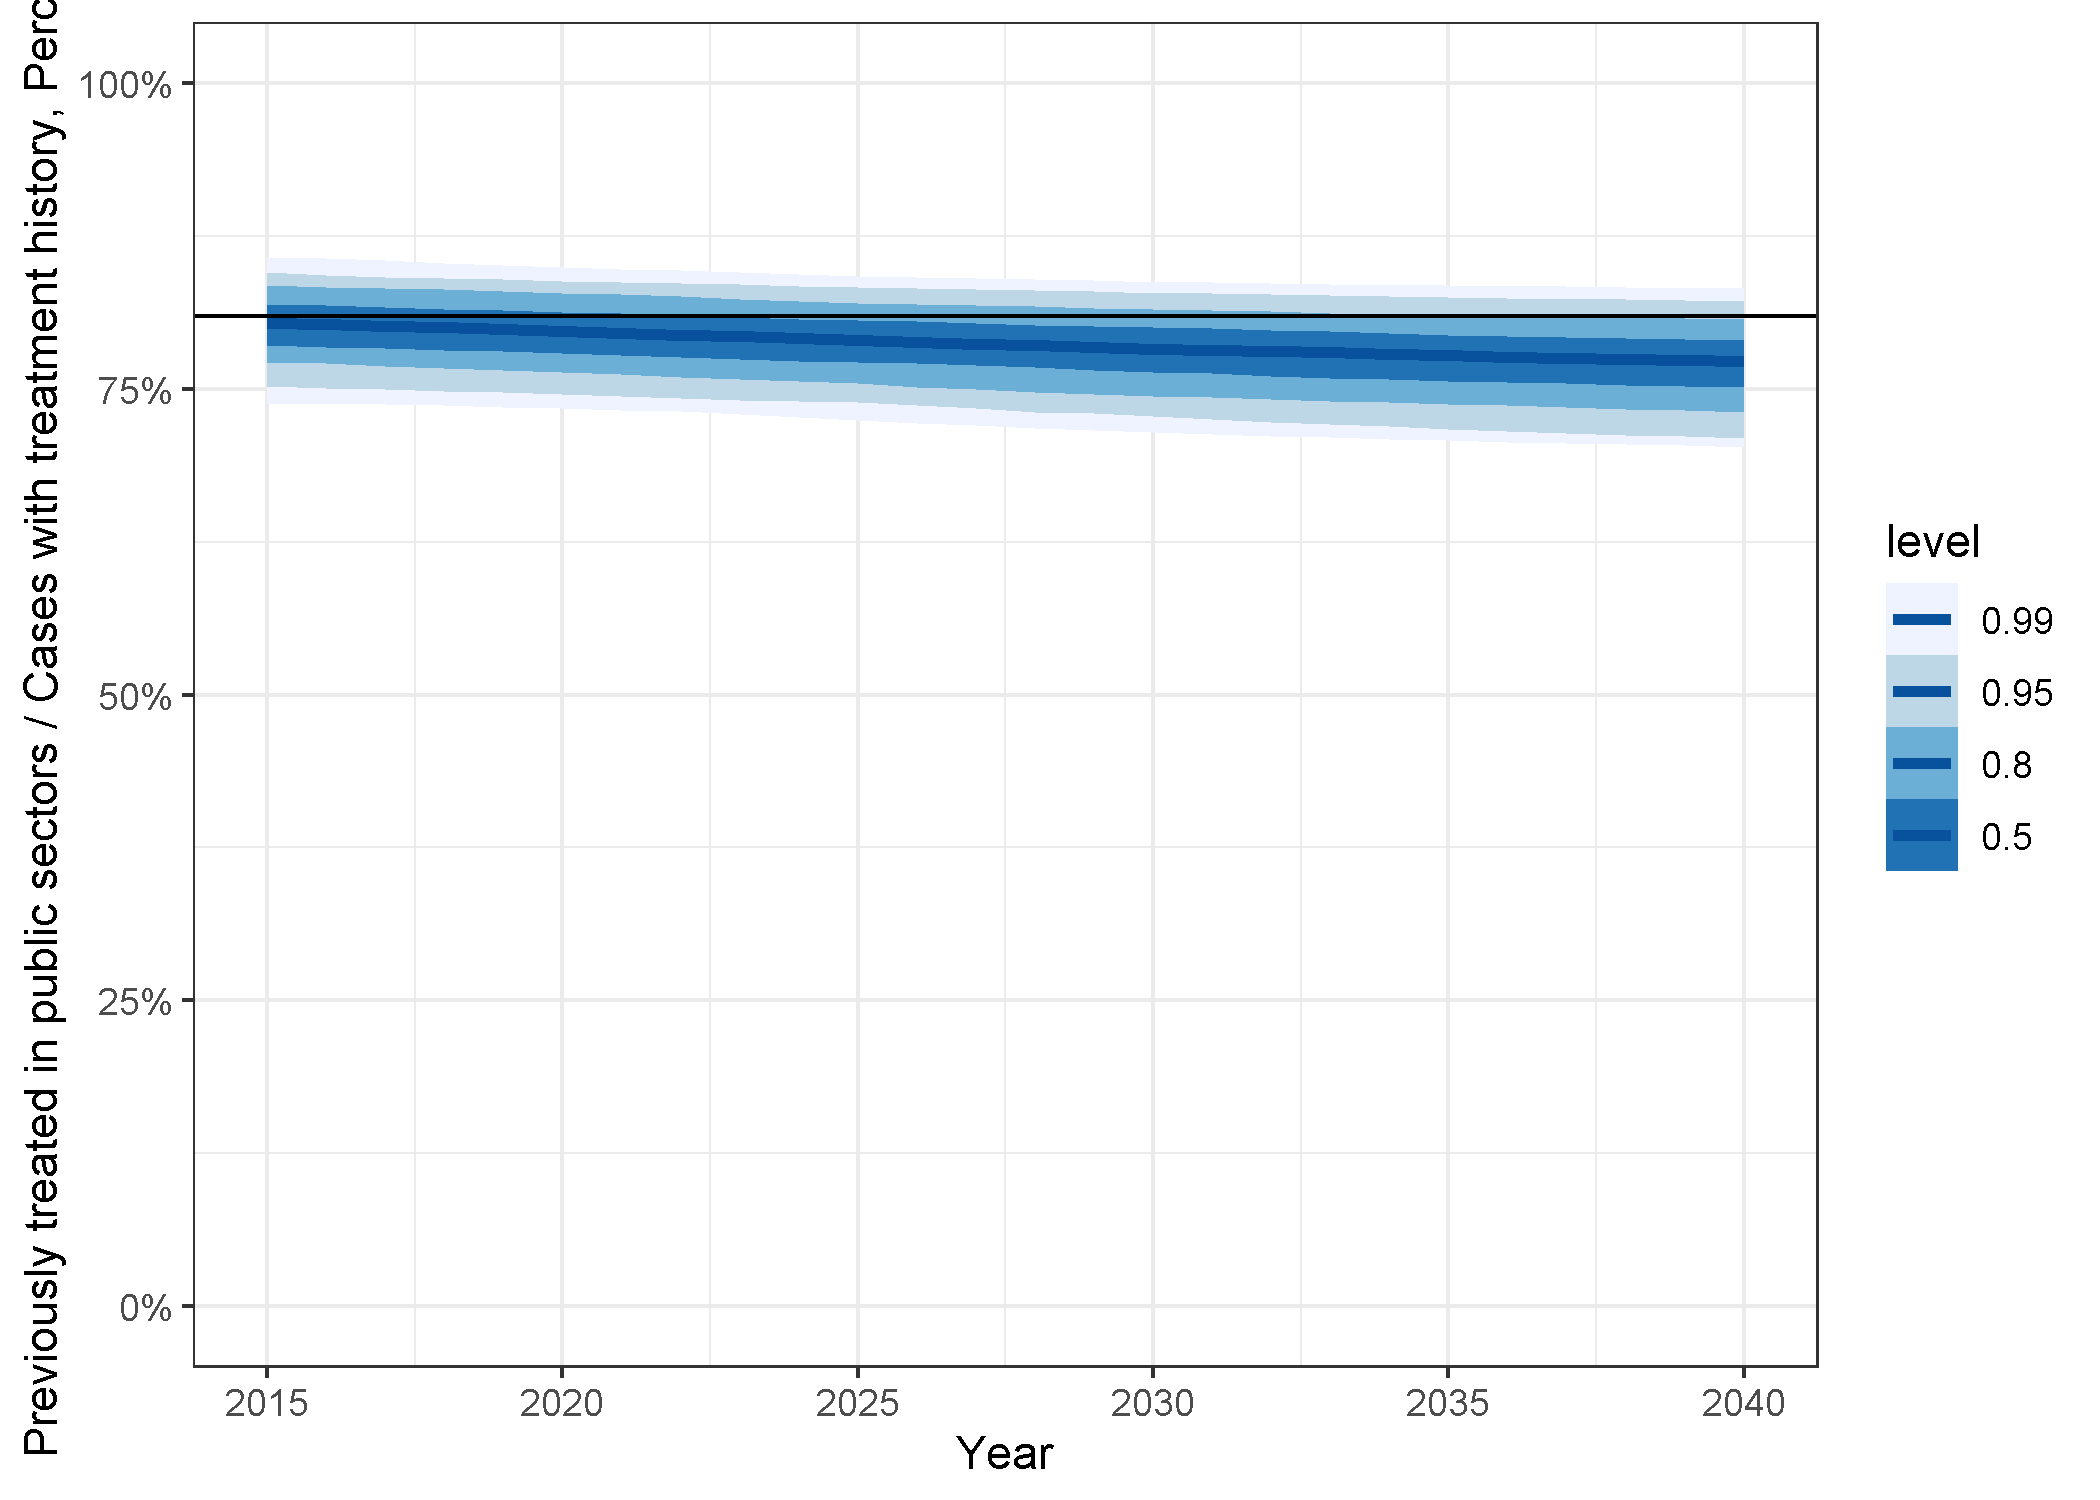 Previously treated in public sectors / Cases with treatment history,
100%
75%
50%
25%
0%
2015 2020 2025 2030 2035 2040
Year
level
0.99
0.95
0.8
0.5